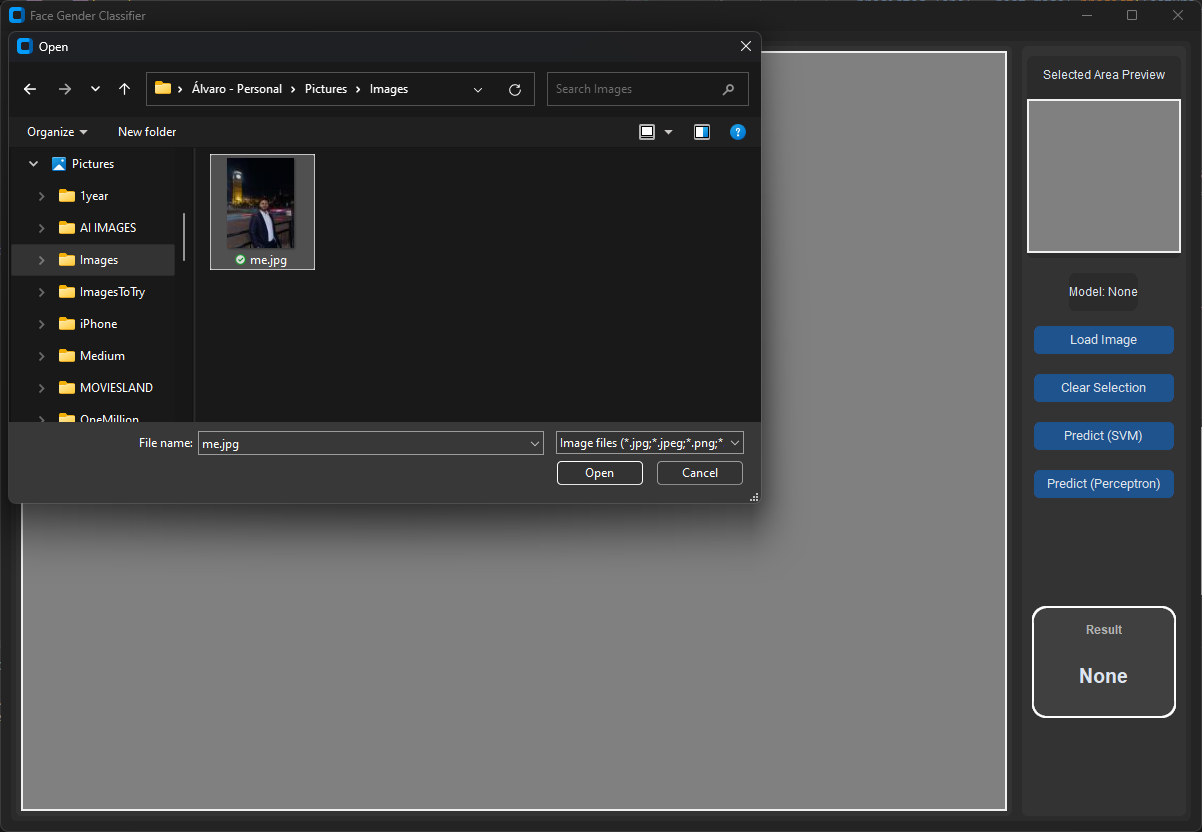 Face Gender Classifier
Open
Álvaro - Personal > Pictures > Images
Search Images
Organize
New folder
Pictures
1year
AI IMAGES
Images
ImagesToTry
iPhone
Medium
MOVIESLAND
OneMillion
me.jpg
File name:
me.jpg
Image files (*.jpg;*.jpeg;*.png;*
Open
Cancel
Selected Area Preview
Model: None
Load Image
Clear Selection
Predict (SVM)
Predict (Perceptron)
Result
None